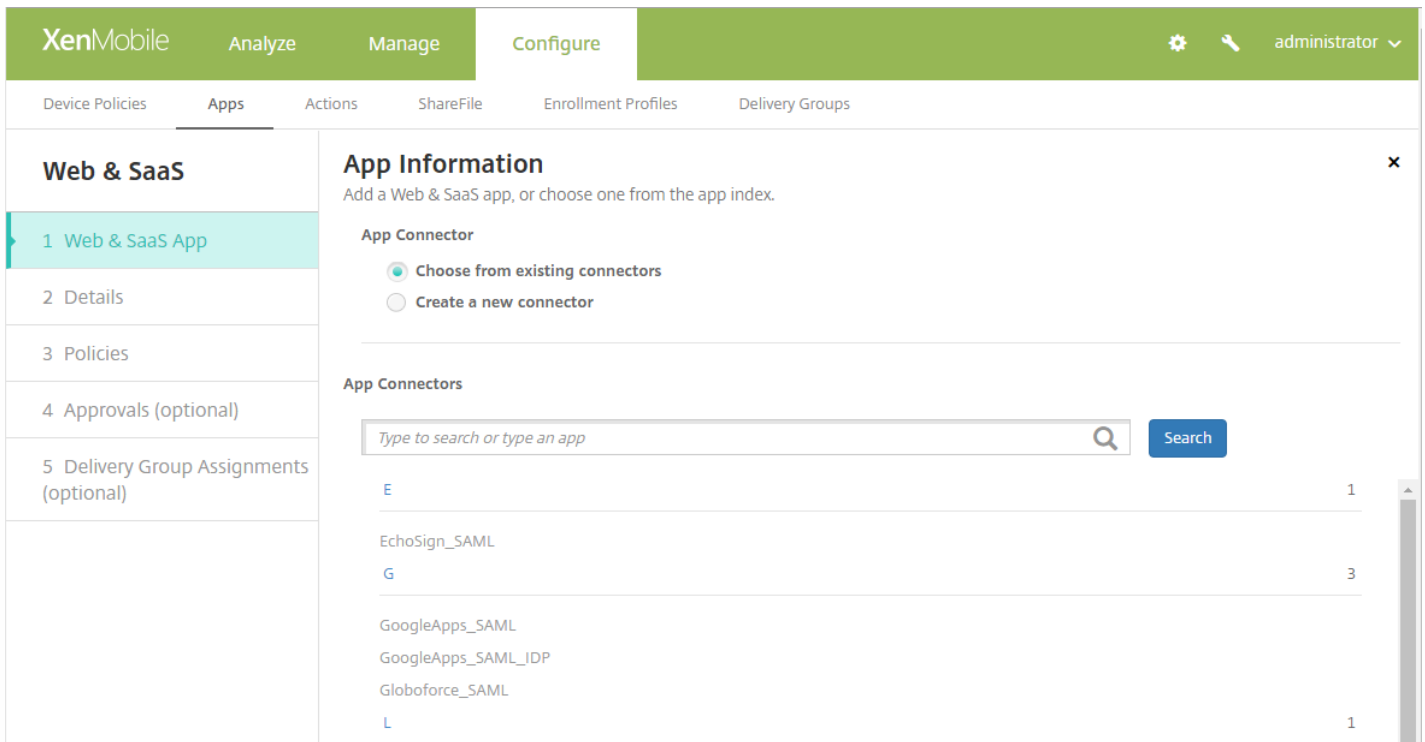 XenMobile Analyze Manage Configure administrator
Device Policies Apps Actions ShareFile Enrollment Profiles Delivery Groups
Web & SaaS
1 Web & SaaS App
2 Details
3 Policies
4 Approvals (optional)
5 Delivery Group Assignments
(optional)
App Information
Add a Web & SaaS app, or choose one from the app index.
App Connector
Choose from existing connectors
Create a new connector
App Connectors
Type to search or type an app Search
E 1
EchoSign_SAML
G 3
GoogleApps_SAML
GoogleApps_SAML_IDP
Globoforce_SAML
L 1